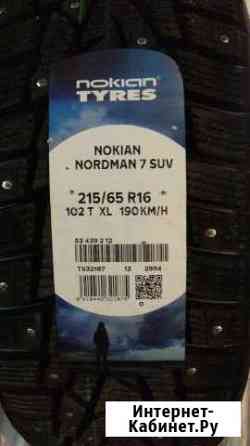 nokian
TYRES
NOKIAN
NORDMAN 7 SUV
215/65 R16
102 T XL 190KM/H
Интернет-
Кабинет.Ру